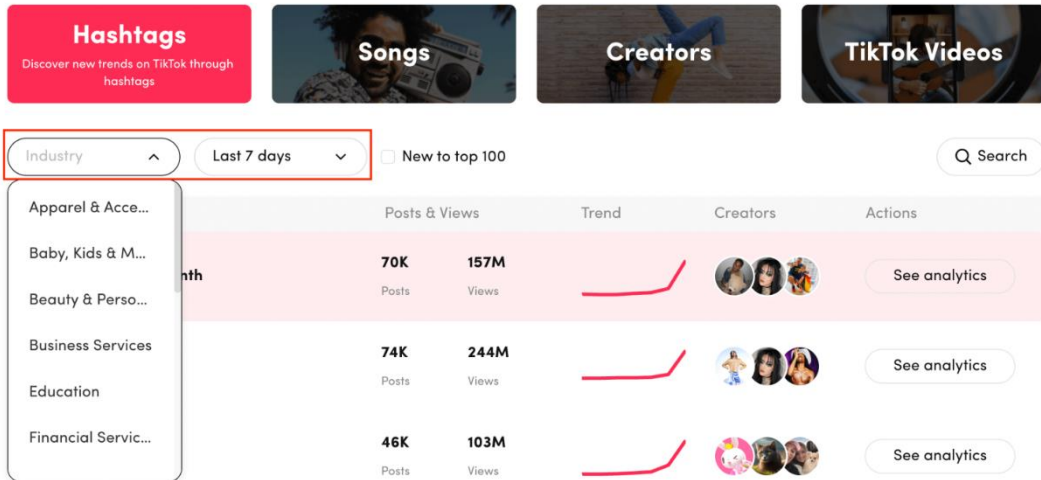 Hashtags
Discover new trends on TikTok through
hashtags
Songs
Creators
TikTok Videos
Industry
Last 7 days
New to top 100
Search
Apparel & Acce...
Baby, Kids & M...
Beauty & Perso...
Business Services
Education
Financial Servic...
Posts & Views
Trend
Creators
Actions
nth
70K
157M
Posts
Views
See analytics
74K
244M
Posts
Views
See analytics
46K
103M
Posts
Views
See analytics